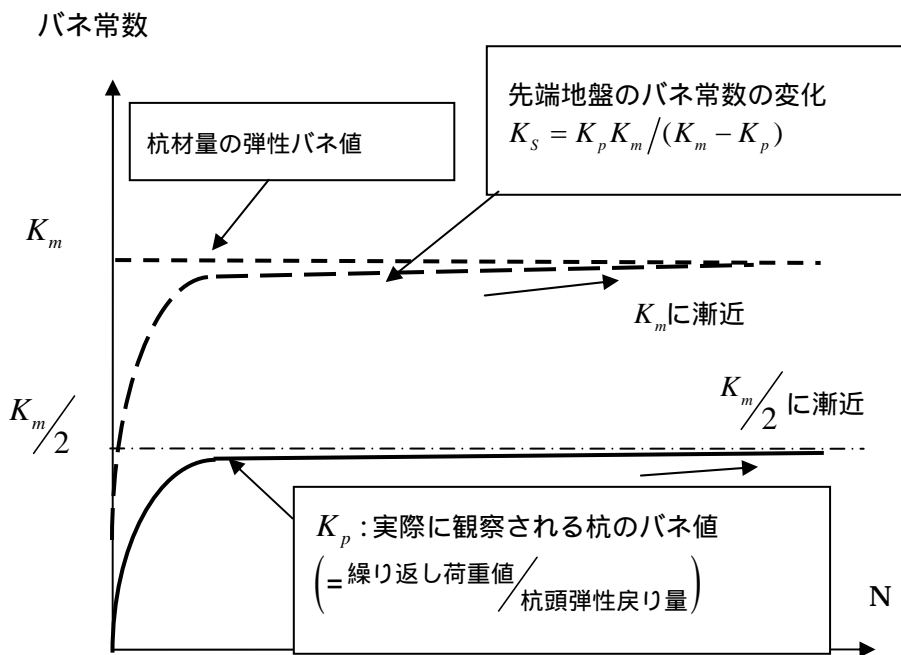 バネ常数
先端地盤のバネ常数の変化
K_S = K_p K_m / (K_m − K_p)
杭材量の弾性バネ値
K_m
K_mに漸近
K_m/2
K_m/2 に漸近
K_p : 実際に観察される杭のバネ値
(= 繰り返し荷重値/杭頭弾性戻り量)
N